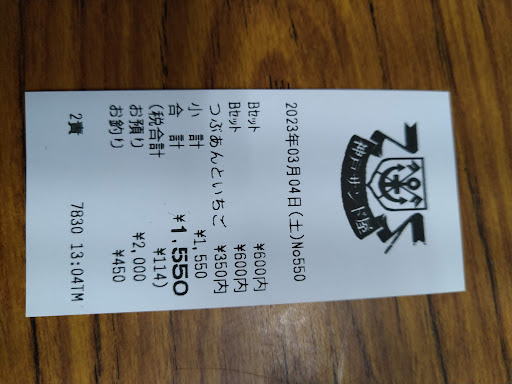 神戸サンド屋
2023年03月04日(土)No550
Bセット ¥600内
Bセット ¥600内
つぶあんといちご ¥350内
小 計 ¥1,550
合 計 ¥1,550
(税合計 ¥114)
お預り ¥2,000
お釣り ¥450
2責 7830 13:04TM